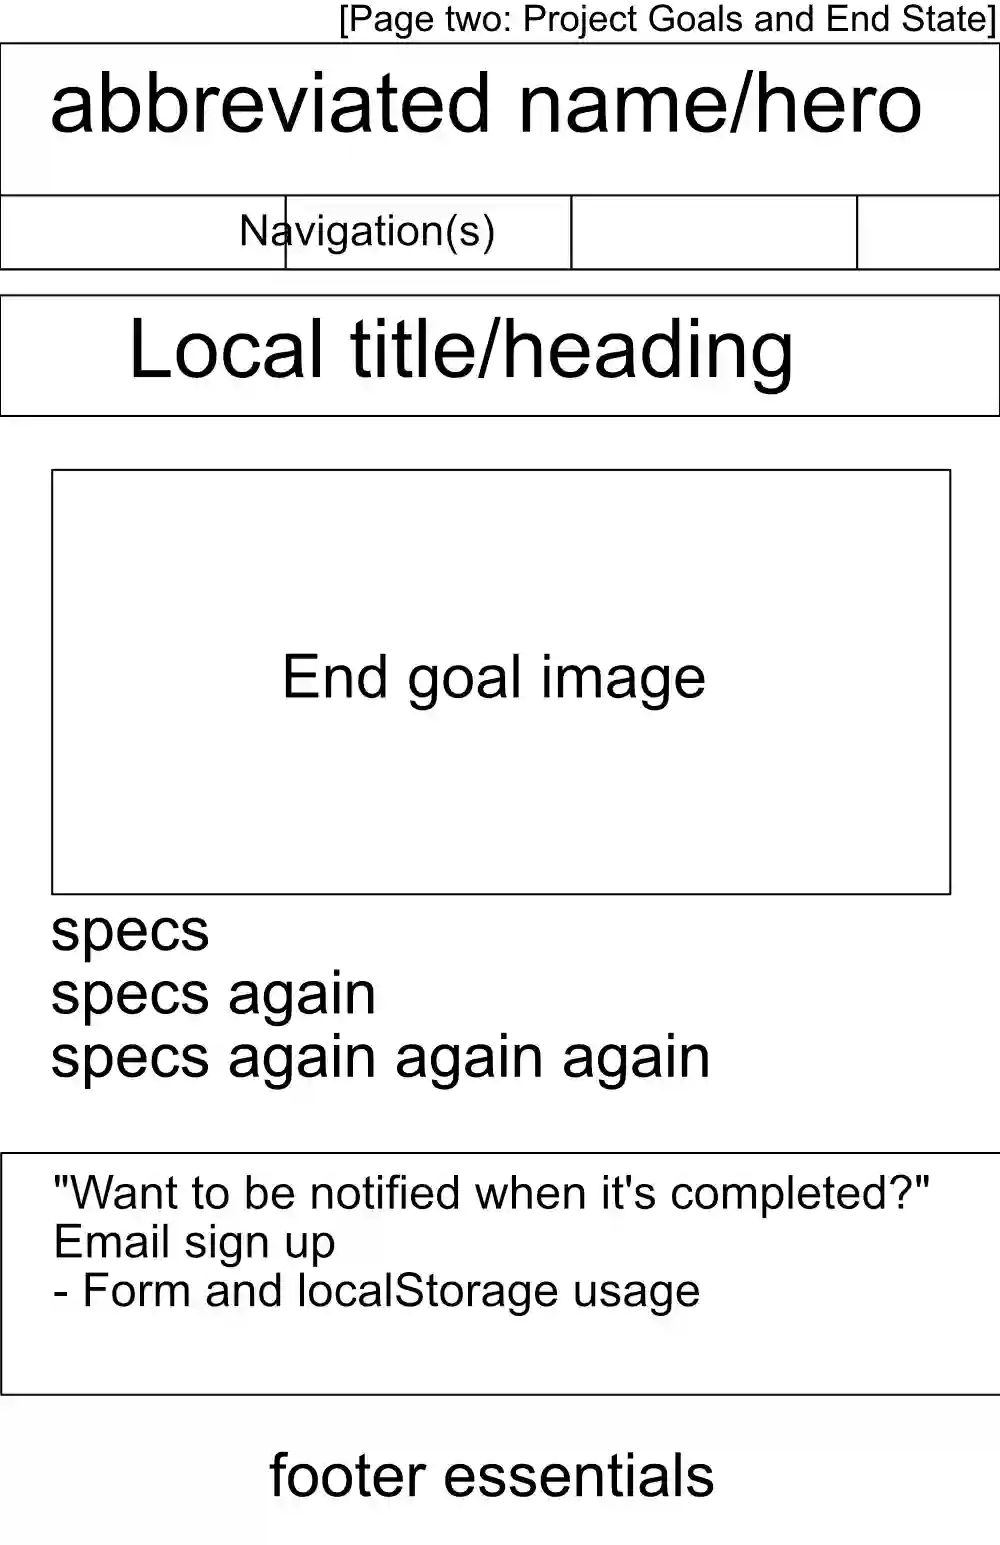 [Page two: Project Goals and End State]
abbreviated name/hero
Navigation(s)
Local title/heading
End goal image
specs
specs again
specs again again again
"Want to be notified when it's completed?"
Email sign up
- Form and localStorage usage
footer essentials